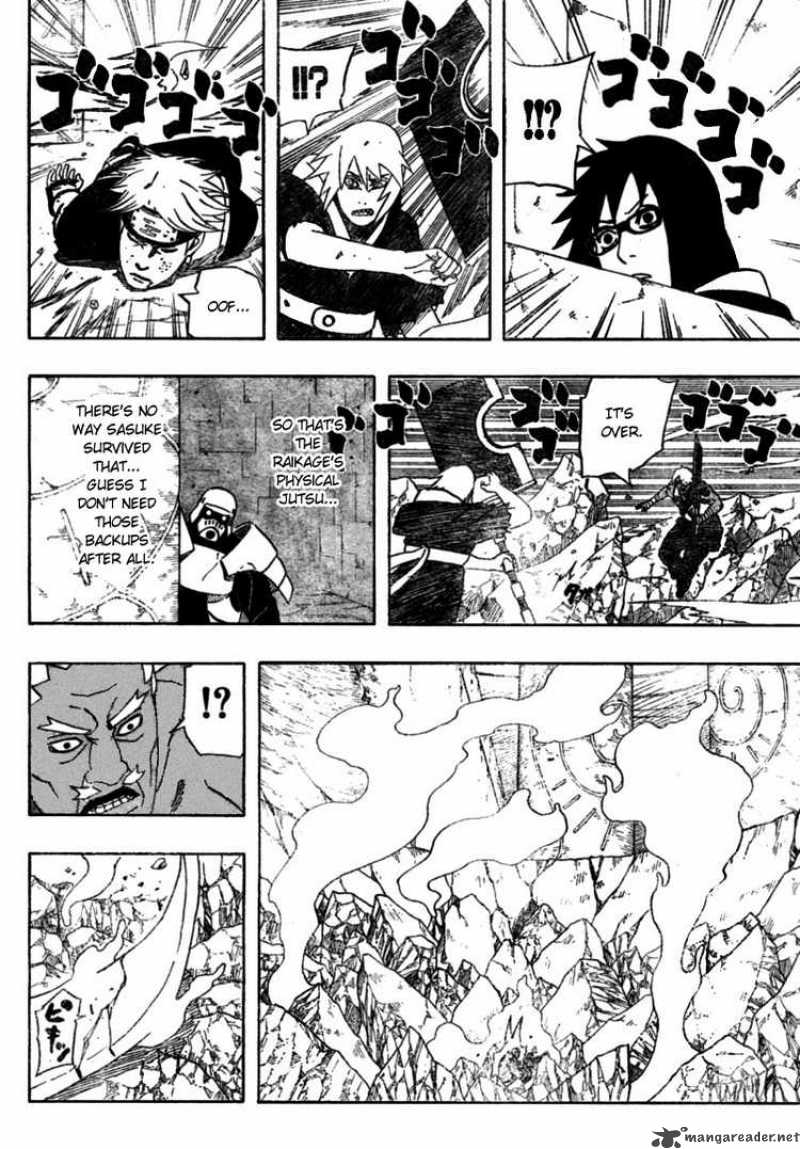 !!!?
ゴゴゴゴ
!!?
ゴゴゴゴ
ゴゴゴゴ
OOF...
IT'S
OVER.
ゴゴゴ
ゴゴゴ
SO THAT'S
THE
RAIKAGE'S
PHYSICAL
JUTSU...
THERE'S NO
WAY SASUKE
SURVIVED
THAT...
GUESS I
DON'T NEED
THOSE
BACKUPS
AFTER ALL.
!?
ピキッ
mangareader.net